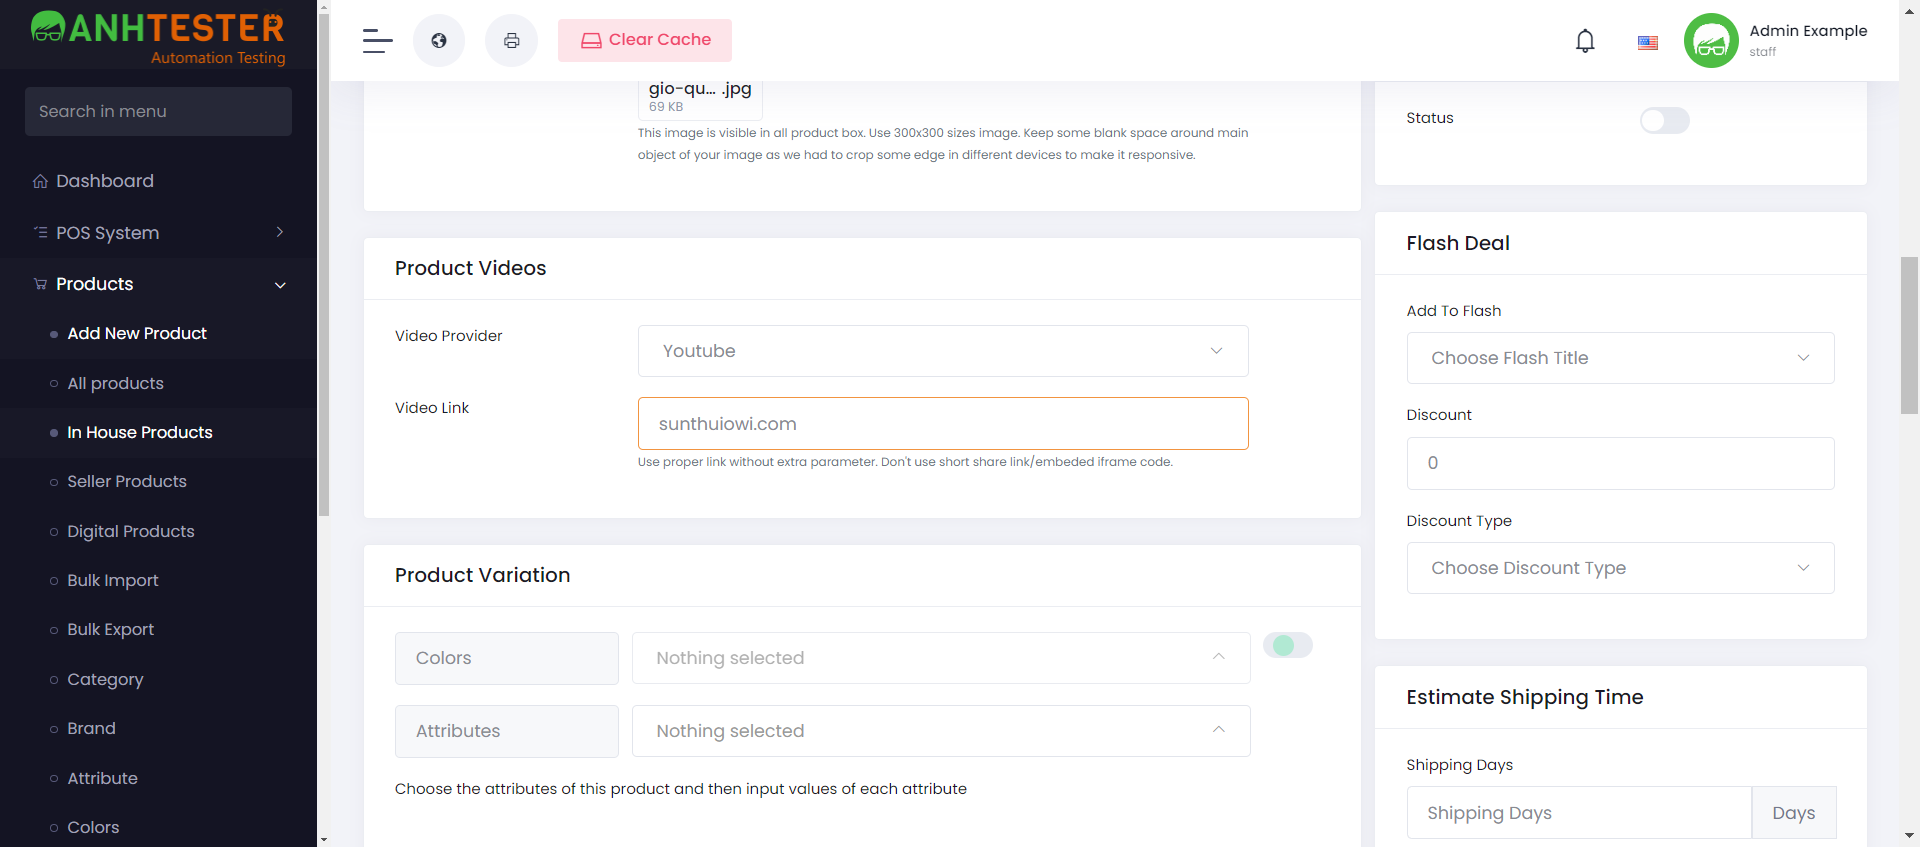 ANHTESTER
Automation Testing
Search in menu
Dashboard
POS System
Products
Add New Product
All products
In House Products
Seller Products
Digital Products
Bulk Import
Bulk Export
Category
Brand
Attribute
Colors
Clear Cache
Admin Example
staff
gio-qu... .jpg
69 KB
This image is visible in all product box. Use 300x300 sizes image. Keep some blank space around main
object of your image as we had to crop some edge in different devices to make it responsive.
Product Videos
Video Provider
Youtube
Video Link
sunthuiowi.com
Use proper link without extra parameter. Don't use short share link/embeded iframe code.
Product Variation
Colors
Nothing selected
Attributes
Nothing selected
Choose the attributes of this product and then input values of each attribute
Status
Flash Deal
Add To Flash
Choose Flash Title
Discount
0
Discount Type
Choose Discount Type
Estimate Shipping Time
Shipping Days
Shipping Days
Days